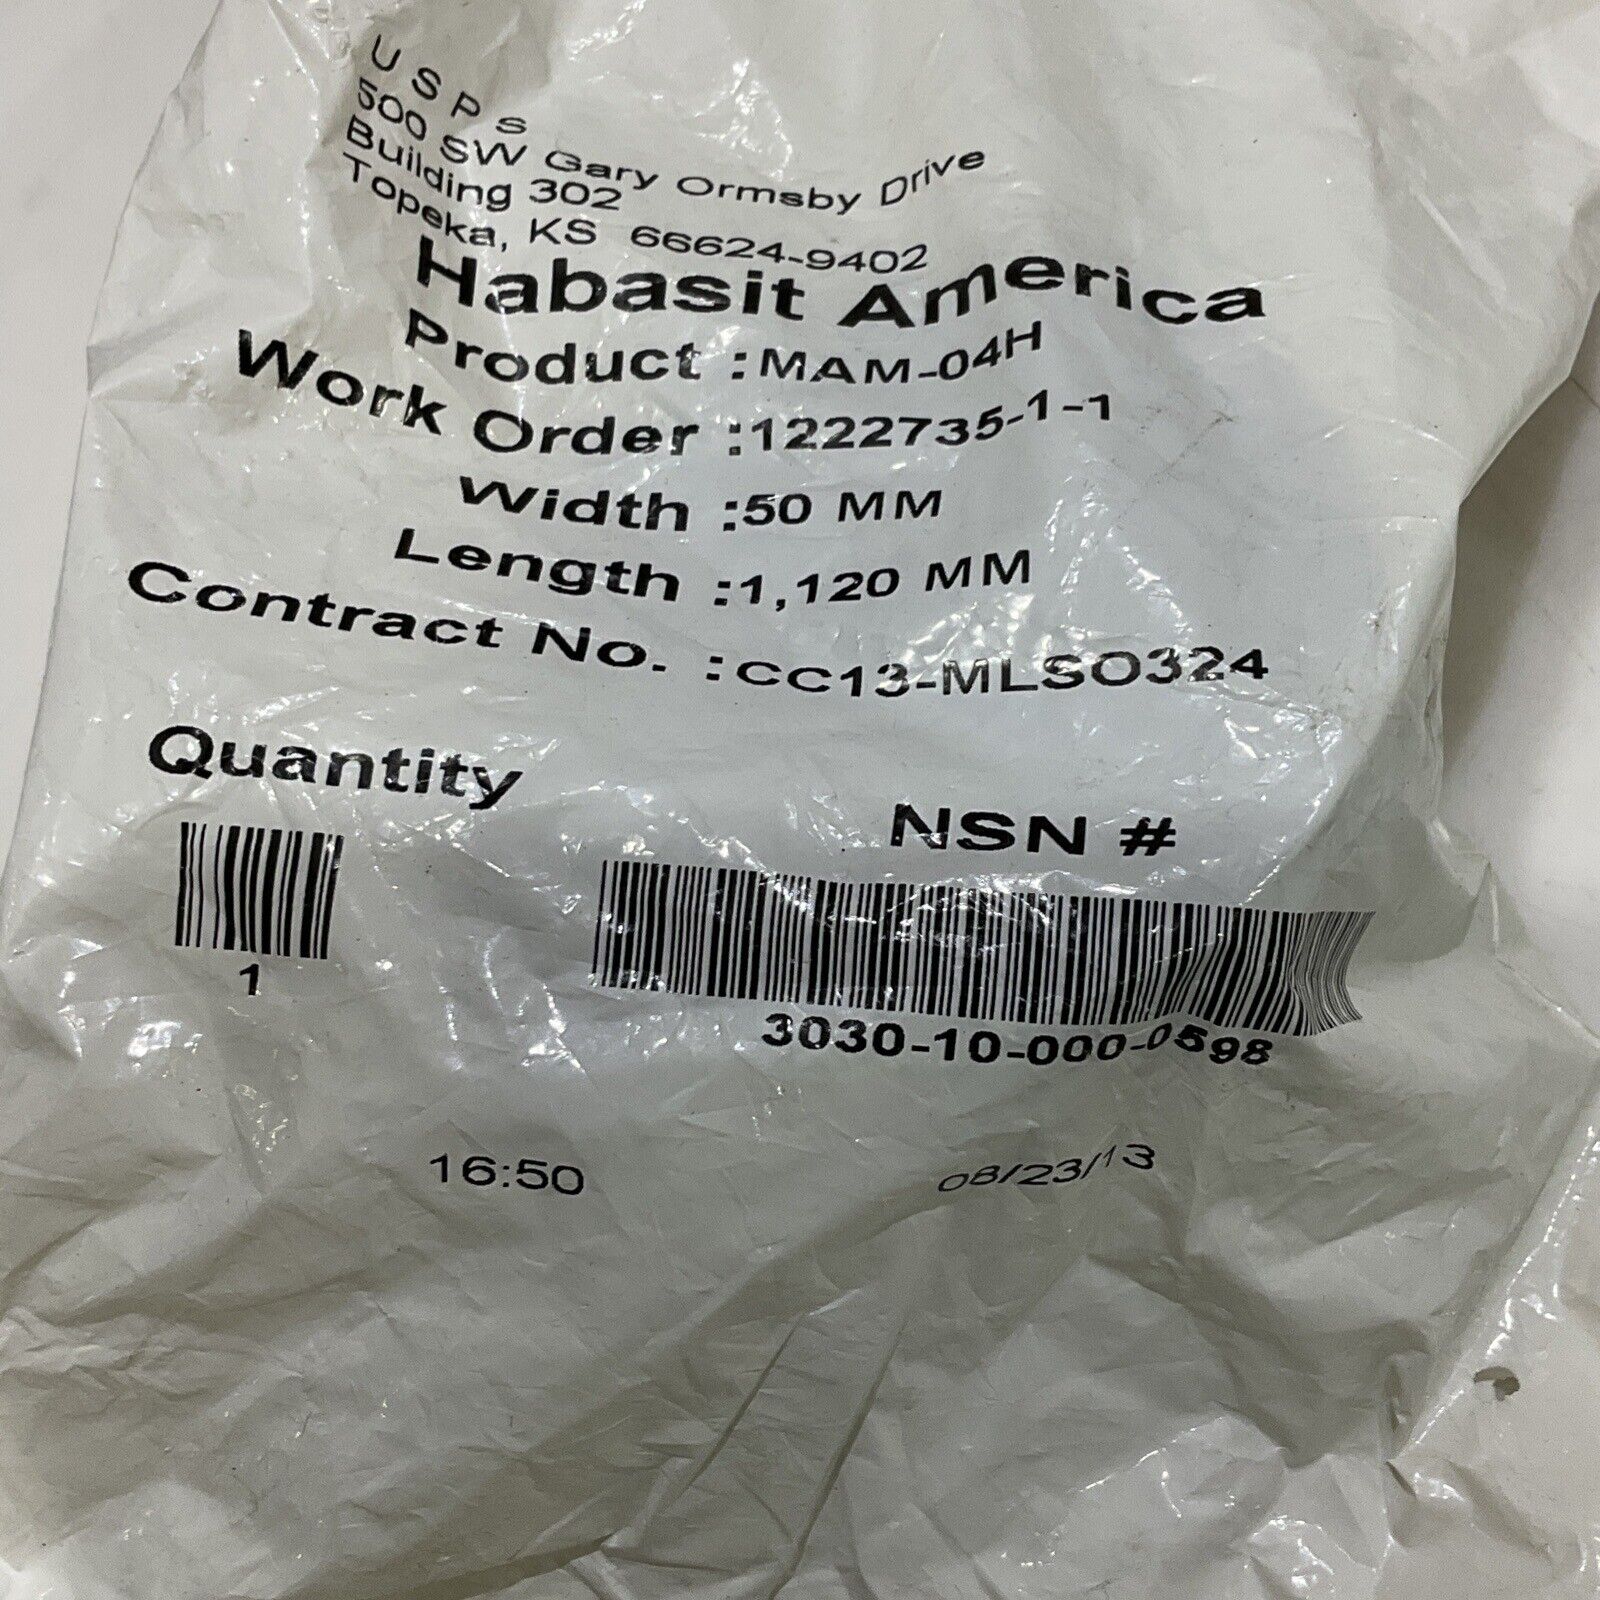 U S P S
500 SW Gary Ormsby Drive
Building 302
Topeka, KS 66624-9402
Habasit America
Product :MAM-04H
Work Order :1222735-1-1
Width :50 MM
Length :1,120 MM
Contract No. :CC13-MLSO324
Quantity
NSN #
1
3030-10-000-0598
16:50 08/23/13